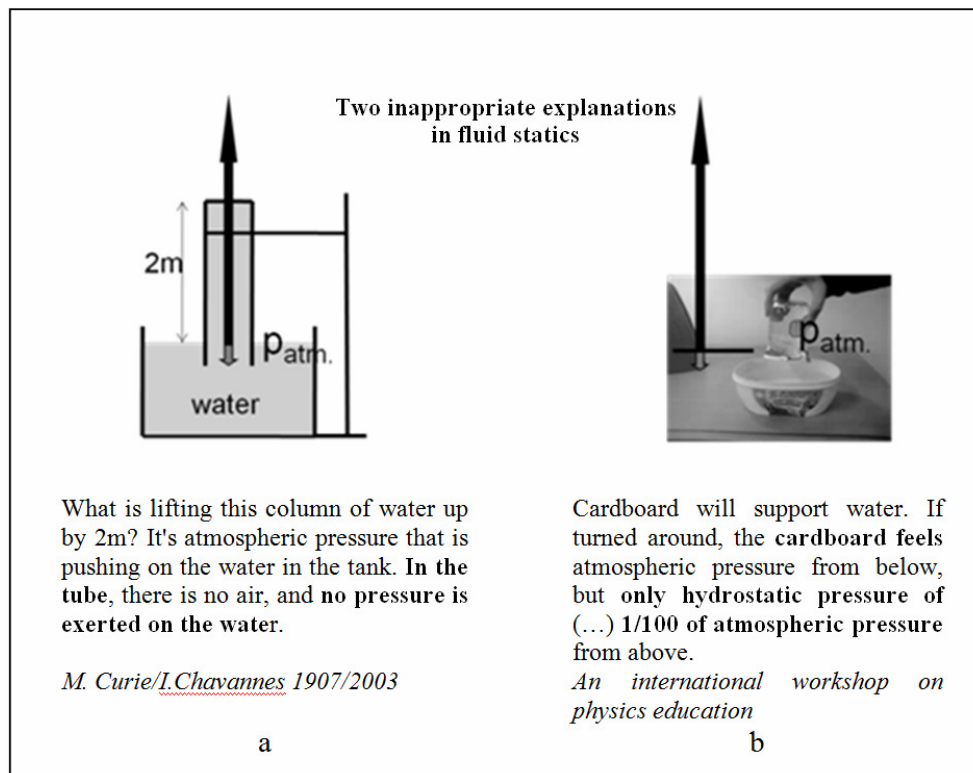 Two inappropriate explanations
in fluid statics
2m
Patm.
water
Patm.
What is lifting this column of water up
by 2m? It's atmospheric pressure that is
pushing on the water in the tank. In the
tube, there is no air, and no pressure is
exerted on the water.
M. Curie/I.Chavannes 1907/2003
a
Cardboard will support water. If
turned around, the cardboard feels
atmospheric pressure from below,
but only hydrostatic pressure of
(…) 1/100 of atmospheric pressure
from above.
An international workshop on
physics education
b